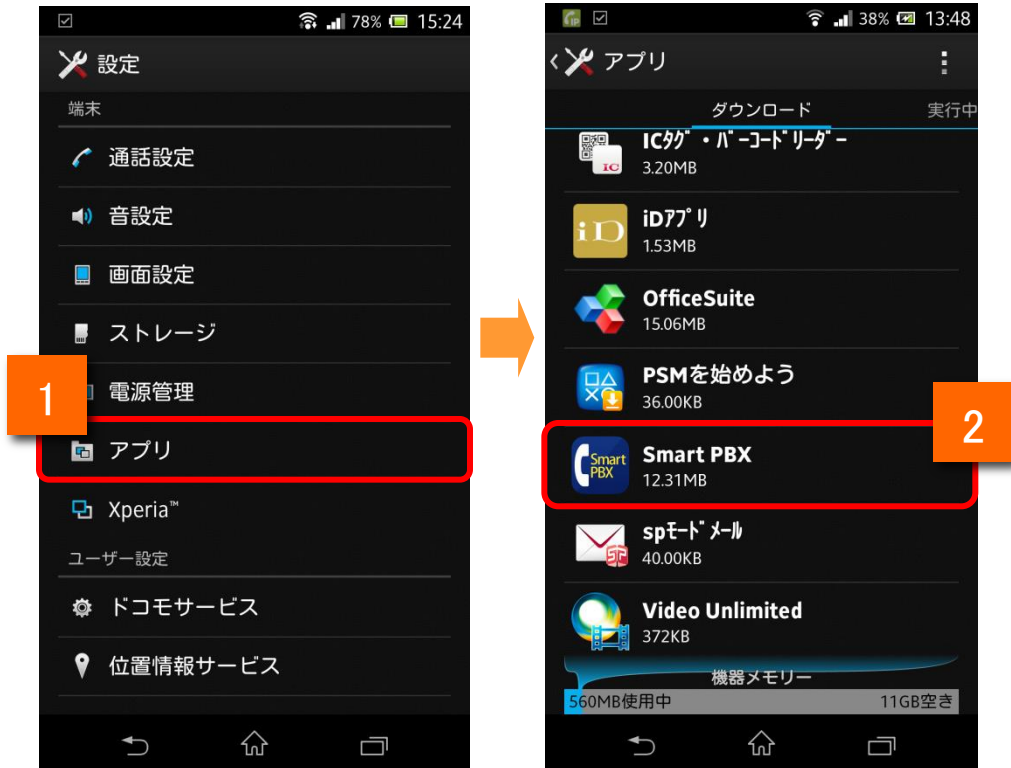 78% 15:24
設定
端末
通話設定
音設定
画面設定
ストレージ
1
電源管理
アプリ
Xperia™
ユーザー設定
ドコモサービス
位置情報サービス
IP
38% 13:48
アプリ
ダウンロード 実行中
ICﾀｸﾞ・ﾊﾞｰｺｰﾄﾞﾘｰﾀﾞｰ
IC
3.20MB
iD
iDｱﾌﾟﾘ
1.53MB
OfficeSuite
15.06MB
PSMを始めよう
36.00KB
2
Smart PBX
Smart PBX
12.31MB
spﾓｰﾄﾞﾒｰﾙ
40.00KB
Video Unlimited
372KB
機器メモリー
560MB使用中 11GB空き